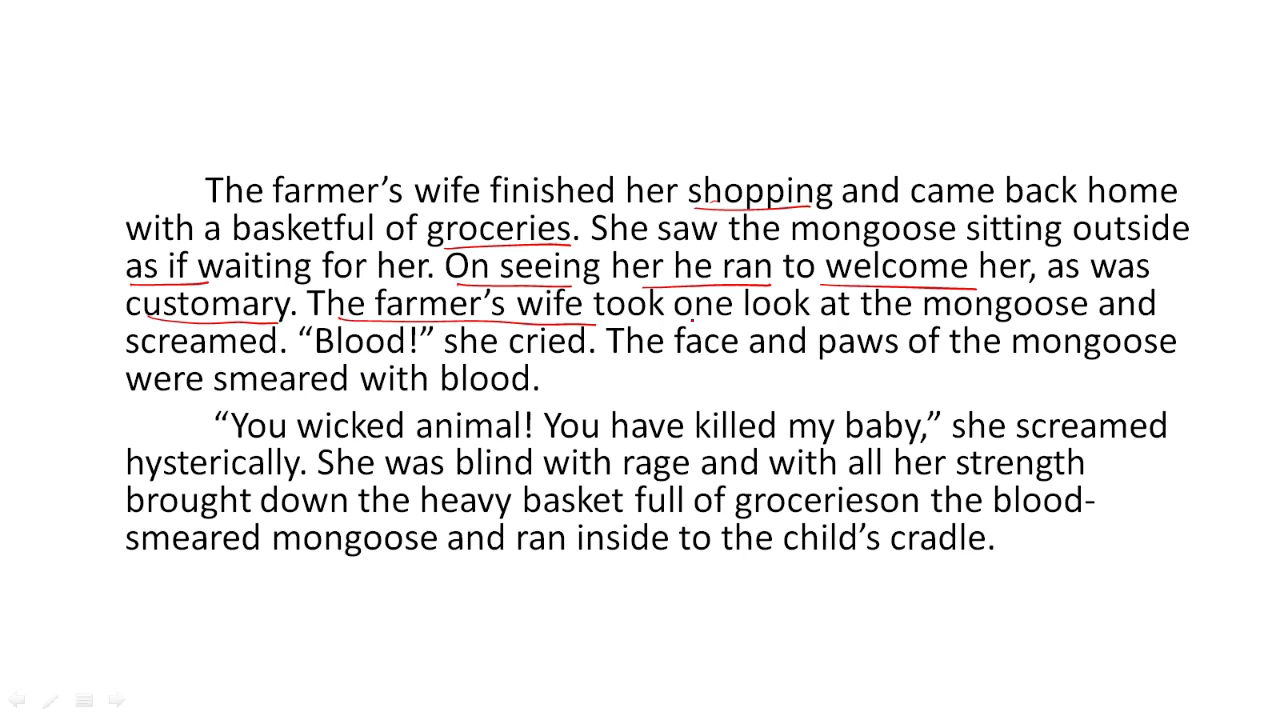 The farmer’s wife finished her shopping and came back home
with a basketful of groceries. She saw the mongoose sitting outside
as if waiting for her. On seeing her he ran to welcome her, as was
customary. The farmer’s wife took one look at the mongoose and
screamed. “Blood!” she cried. The face and paws of the mongoose
were smeared with blood.
“You wicked animal! You have killed my baby,” she screamed
hysterically. She was blind with rage and with all her strength
brought down the heavy basket full of grocerieson the blood-
smeared mongoose and ran inside to the child’s cradle.